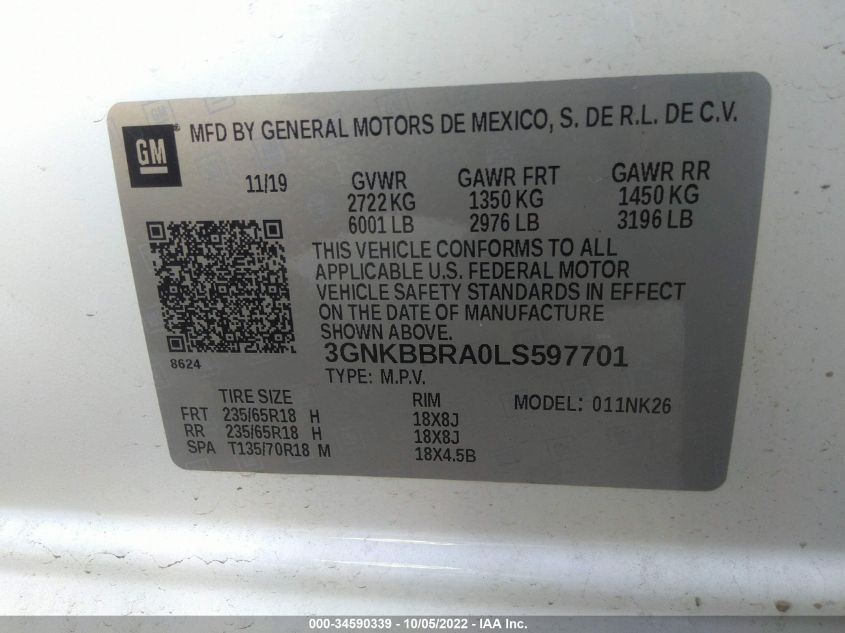 GM ® MFD BY GENERAL MOTORS DE MEXICO, S. DE R.L. DE C.V.
11/19 GVWR GAWR FRT GAWR RR
2722 KG 1350 KG 1450 KG
6001 LB 2976 LB 3196 LB
THIS VEHICLE CONFORMS TO ALL
APPLICABLE U.S. FEDERAL MOTOR
VEHICLE SAFETY STANDARDS IN EFFECT
ON THE DATE OF MANUFACTURE
SHOWN ABOVE.
8624
3GNKBBRA0LS597701
TYPE: M.P.V.
TIRE SIZE RIM MODEL: 011NK26
FRT 235/65R18 H 18X8J
RR 235/65R18 H 18X8J
SPA T135/70R18 M 18X4.5B
000-34590339 - 10/05/2022 - IAA Inc.